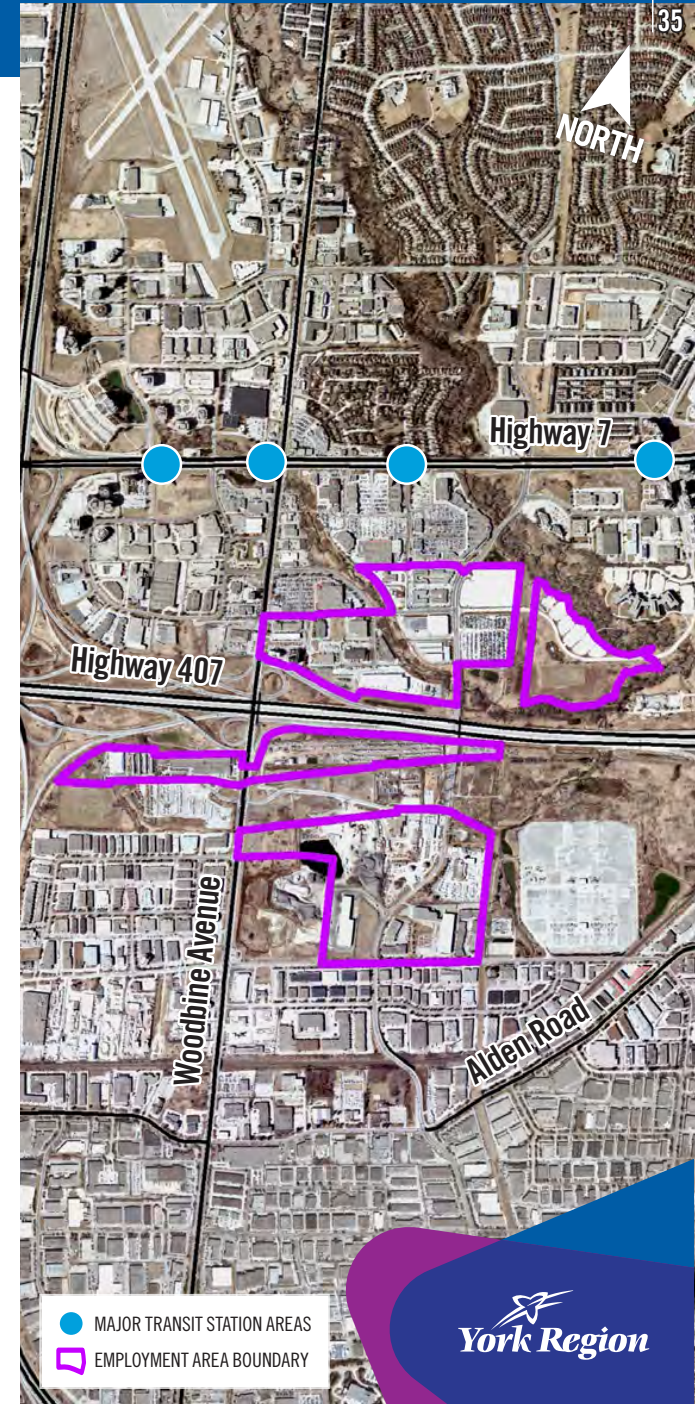 35
NORTH
Highway 7
Highway 407
Woodbine Avenue
Alden Road
MAJOR TRANSIT STATION AREAS
EMPLOYMENT AREA BOUNDARY
York Region